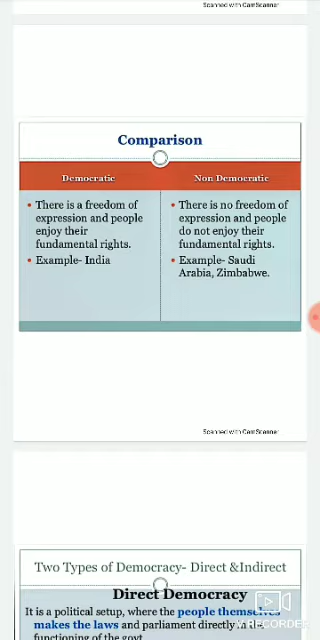 Scanned with CamScanner
Comparison
Democratic
Non Democratic
• There is a freedom of
expression and people
enjoy their
fundamental rights.
• Example- India
• There is no freedom of
expression and people
do not enjoy their
fundamental rights.
• Example- Saudi
Arabia, Zimbabwe.
Scanned with CamScanner
Two Types of Democracy- Direct &Indirect
Direct Democracy
It is a political setup, where the people themselves
makes the laws and parliament directly in the
functioning of the govt
RECORDER